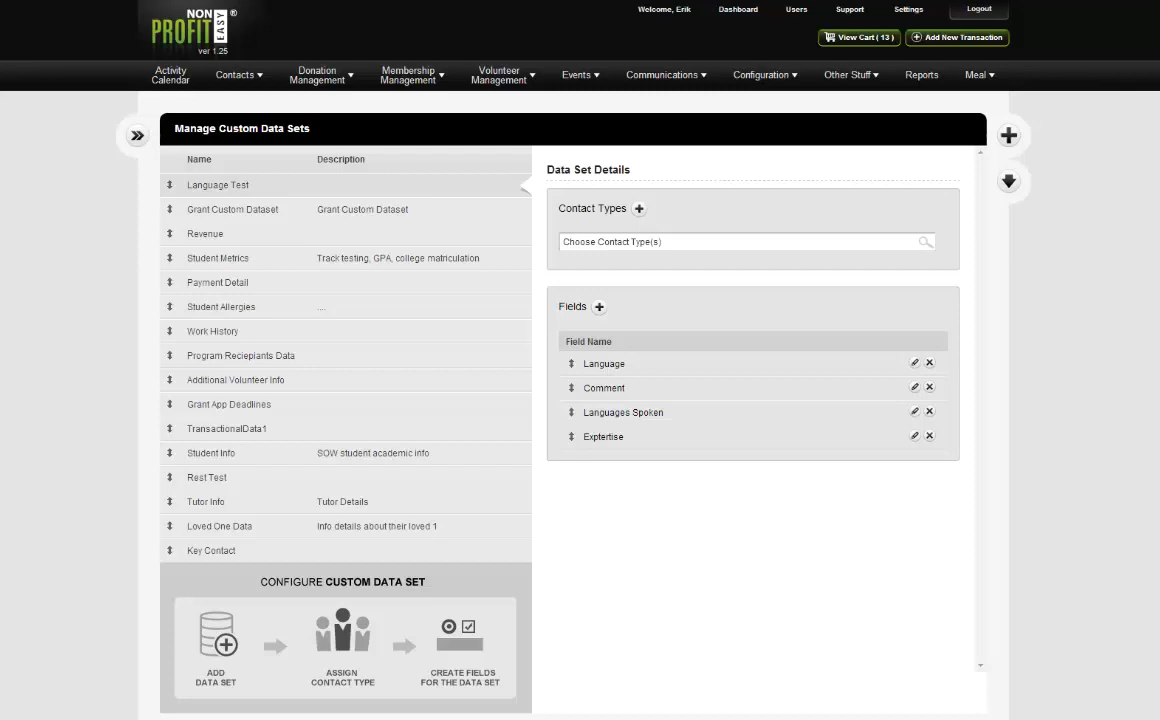 NON
PROFIT
EASY
®
ver 1.25
Welcome, Erik
Dashboard
Users
Support
Settings
Logout
View Cart ( 13 )
Add New Transaction
Activity
Calendar
Contacts
Donation
Management
Membership
Management
Volunteer
Management
Events
Communications
Configuration
Other Stuff
Reports
Meal
Manage Custom Data Sets
Name Description
Language Test
Grant Custom Dataset Grant Custom Dataset
Revenue
Student Metrics Track testing, GPA, college matriculation
Payment Detail
Student Allergies ....
Work History
Program Reciepiants Data
Additional Volunteer Info
Grant App Deadlines
TransactionalData1
Student Info SOW student academic info
Rest Test
Tutor Info Tutor Details
Loved One Data Info details about their loved 1
Key Contact
CONFIGURE CUSTOM DATA SET
ADD
DATA SET
ASSIGN
CONTACT TYPE
CREATE FIELDS
FOR THE DATA SET
Data Set Details
Contact Types
Choose Contact Type(s)
Fields
Field Name
Language
Comment
Languages Spoken
Exptertise